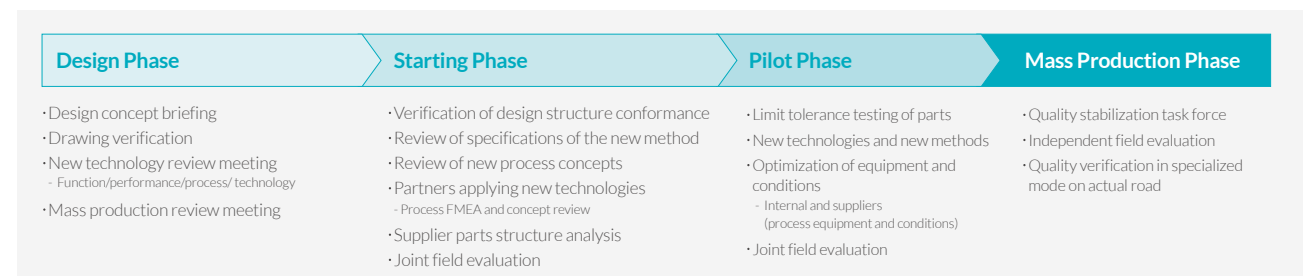 Design Phase
Starting Phase
Pilot Phase
Mass Production Phase
·Design concept briefing
·Drawing verification
·New technology review meeting
- Function/performance/process/ technology
·Mass production review meeting
·Verification of design structure conformance
·Review of specifications of the new method
·Review of new process concepts
·Partners applying new technologies
- Process FMEA and concept review
·Supplier parts structure analysis
·Joint field evaluation
·Limit tolerance testing of parts
·New technologies and new methods
·Optimization of equipment and
conditions
- Internal and suppliers
(process equipment and conditions)
·Joint field evaluation
·Quality stabilization task force
·Independent field evaluation
·Quality verification in specialized
mode on actual road